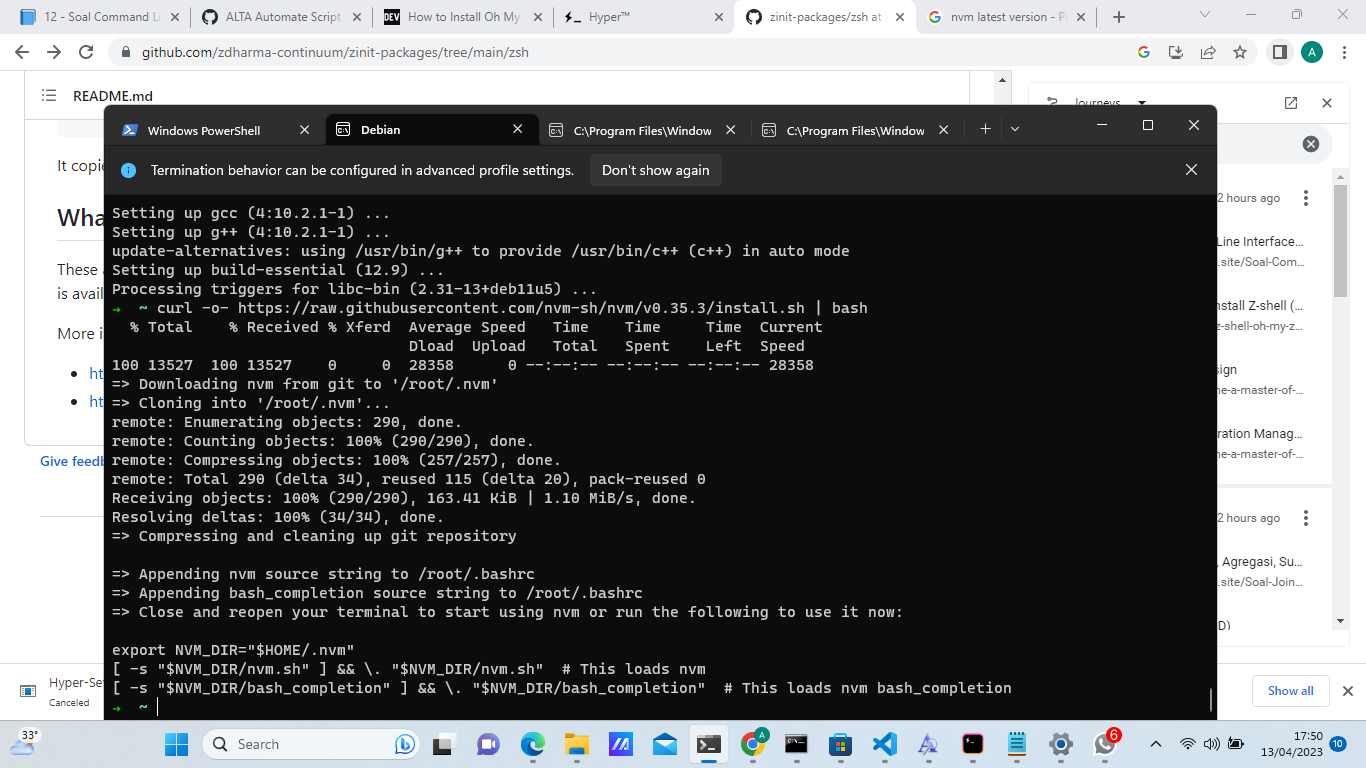 12 - Soal Command Li
ALTA Automate Script
DEV How to Install Oh My
Hyper™
zinit-packages/zsh at
nvm latest version - P
github.com/zdharma-continuum/zinit-packages/tree/main/zsh
A
README.md
Journeys
Windows PowerShell
Debian
C:\Program Files\Window
C:\Program Files\Window
It copie
Termination behavior can be configured in advanced profile settings.
Don't show again
Wha
These
is avail
More i
ht
ht
Give feedb
Setting up gcc (4:10.2.1-1) ...
Setting up g++ (4:10.2.1-1) ...
update-alternatives: using /usr/bin/g++ to provide /usr/bin/c++ (c++) in auto mode
Setting up build-essential (12.9) ...
Processing triggers for libc-bin (2.31-13+deb11u5) ...
→ ~ curl -o- https://raw.githubusercontent.com/nvm-sh/nvm/v0.35.3/install.sh | bash
% Total % Received % Xferd Average Speed Time Time Time Current
Dload Upload Total Spent Left Speed
100 13527 100 13527 0 0 28358 0 --:--:-- --:--:-- --:--:-- 28358
=> Downloading nvm from git to '/root/.nvm'
=> Cloning into '/root/.nvm'...
remote: Enumerating objects: 290, done.
remote: Counting objects: 100% (290/290), done.
remote: Compressing objects: 100% (257/257), done.
remote: Total 290 (delta 34), reused 115 (delta 20), pack-reused 0
Receiving objects: 100% (290/290), 163.41 KiB | 1.10 MiB/s, done.
Resolving deltas: 100% (34/34), done.
=> Compressing and cleaning up git repository
=> Appending nvm source string to /root/.bashrc
=> Appending bash_completion source string to /root/.bashrc
=> Close and reopen your terminal to start using nvm or run the following to use it now:
export NVM_DIR="$HOME/.nvm"
[ -s "$NVM_DIR/nvm.sh" ] && \. "$NVM_DIR/nvm.sh" # This loads nvm
[ -s "$NVM_DIR/bash_completion" ] && \. "$NVM_DIR/bash_completion" # This loads nvm bash_completion
→ ~
2 hours ago
Line Interface...
.site/Soal-Com...
nstall Z-shell (...
z-shell-oh-my-z...
sign
ne-a-master-of-...
ration Manag...
ne-a-master-of-...
2 hours ago
, Agregasi, Su...
.site/Soal-Join...
D)
Hyper-Se
Canceled
Show all
33°
Search
A
6
17:50
13/04/2023
10